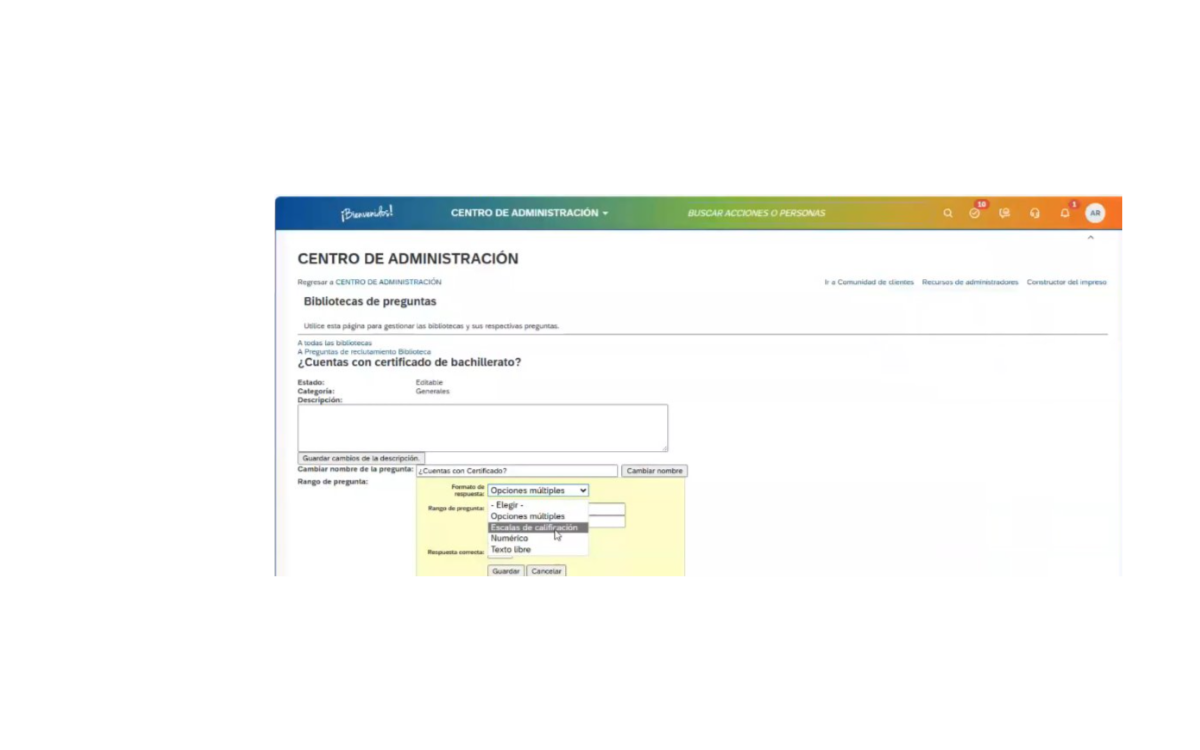 ¡Bienvenidos! CENTRO DE ADMINISTRACIÓN BUSCAR ACCIONES O PERSONAS 10 1 AR
CENTRO DE ADMINISTRACIÓN
Regresar a CENTRO DE ADMINISTRACIÓN Ir a Comunidad de clientes Recursos de administradores Constructor del impreso
Bibliotecas de preguntas
Utilice esta página para gestionar las bibliotecas y sus respectivas preguntas.
A todas las bibliotecas
A Preguntas de reclutamiento Biblioteca
¿Cuentas con certificado de bachillerato?
Estado: Editable
Categoría: Generales
Descripción:
Guardar cambios de la descripción.
Cambiar nombre de la pregunta: ¿Cuentas con Certificado? Cambiar nombre
Rango de pregunta:
Formato de respuesta: Opciones múltiples
- Elegir -
Rango de pregunta:
Opciones múltiples
Escalas de calificación
Numérico
Texto libre
Respuesta correcta:
Guardar Cancelar